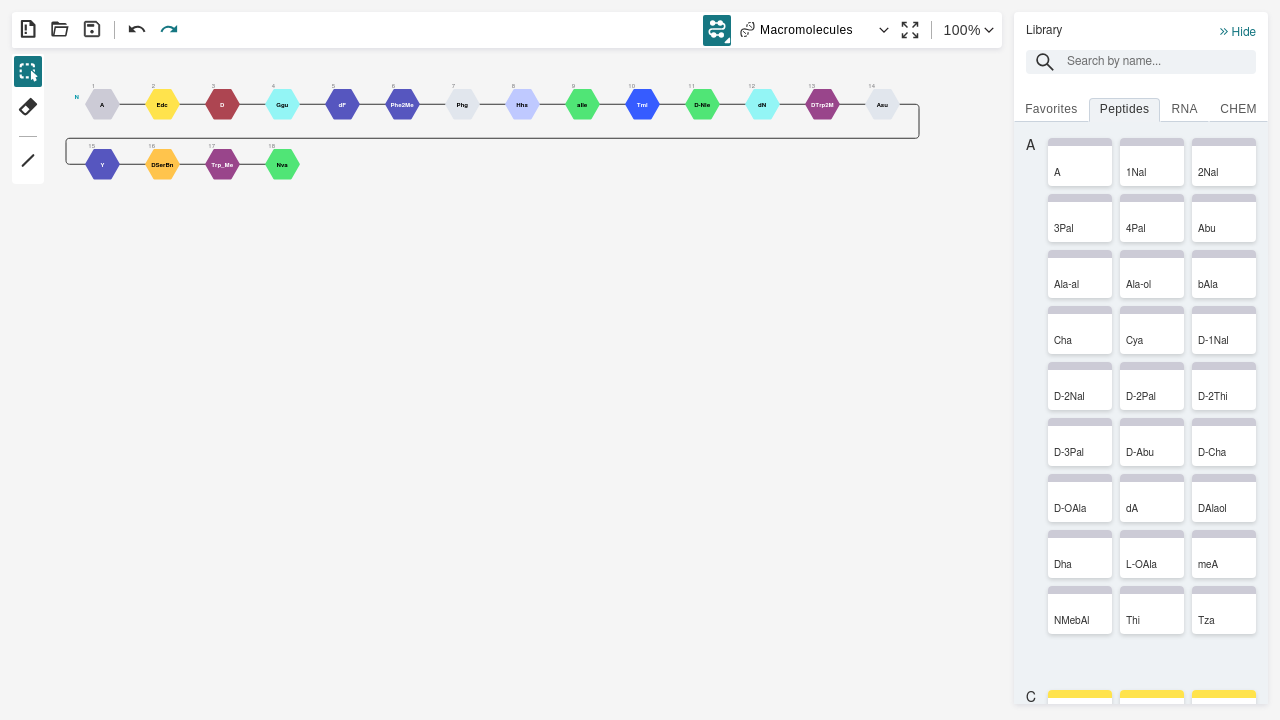 Macromolecules
100%
Library
Hide
Search by name...
Favorites Peptides RNA CHEM
1 2 3 4 5 6 7 8 9 10 11 12 13 14
N A Edc D Ggu dF Phe2Me Phg Hha aIle Tml D-Nle dN DTrp2M Asu
15 16 17 18
Y DSerBn Trp_Me Nva
A
A 1Nal 2Nal
3Pal 4Pal Abu
Ala-al Ala-ol bAla
Cha Cya D-1Nal
D-2Nal D-2Pal D-2Thi
D-3Pal D-Abu D-Cha
D-OAla dA DAlaol
Dha L-OAla meA
NMebAl Thi Tza
C